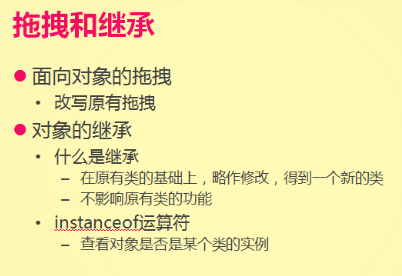 拖拽和继承
● 面向对象的拖拽
• 改写原有拖拽
● 对象的继承
• 什么是继承
– 在原有类的基础上，略作修改，得到一个新的类
– 不影响原有类的功能
• instanceof运算符
– 查看对象是否是某个类的实例